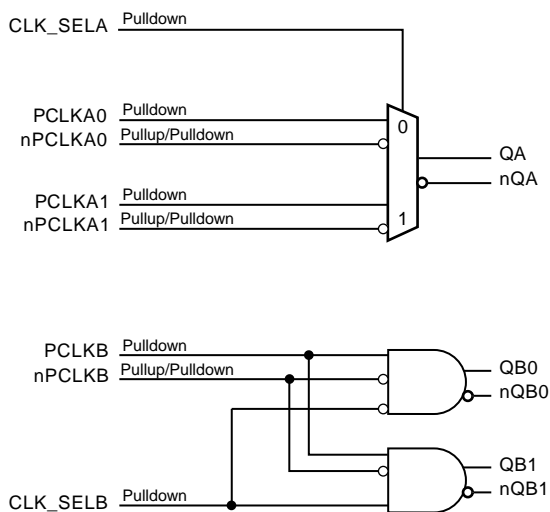 CLK_SELA Pulldown
PCLKA0 Pulldown
nPCLKA0 Pullup/Pulldown
0
QA
nQA
PCLKA1 Pulldown
nPCLKA1 Pullup/Pulldown
1
PCLKB Pulldown
nPCLKB Pullup/Pulldown
QB0
nQB0
QB1
nQB1
CLK_SELB Pulldown